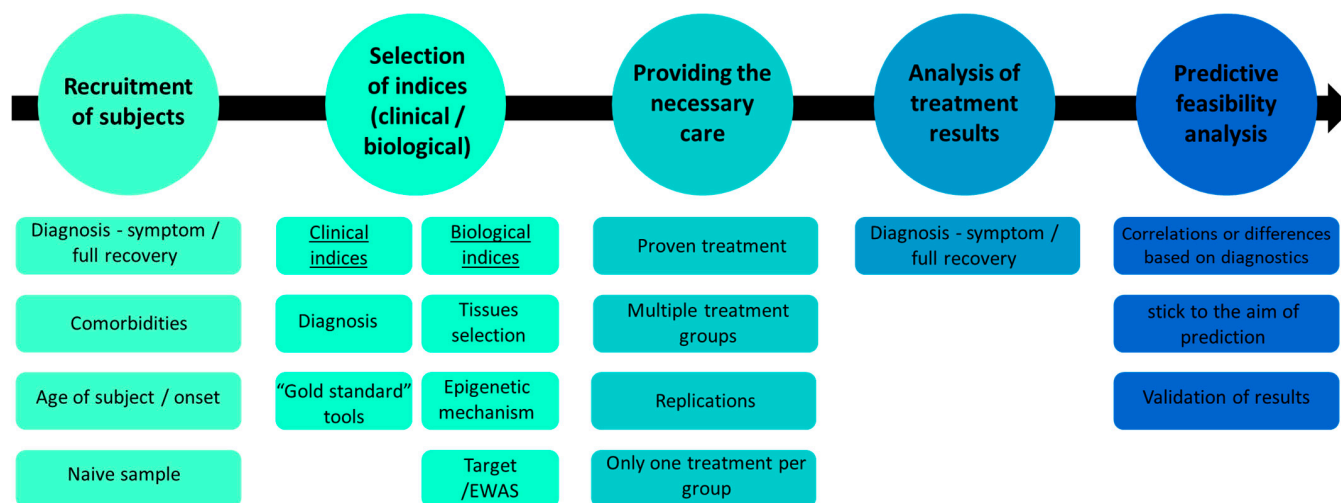 Recruitment
of subjects
Selection
of indices
(clinical /
biological)
Providing the
necessary
care
Analysis of
treatment
results
Predictive
feasibility
analysis
Diagnosis - symptom /
full recovery
Comorbidities
Age of subject / onset
Naive sample
Clinical
indices
Diagnosis
“Gold standard”
tools
Biological
indices
Tissues
selection
Epigenetic
mechanism
Target
/EWAS
Proven treatment
Multiple treatment
groups
Replications
Only one treatment per
group
Diagnosis - symptom /
full recovery
Correlations or differences
based on diagnostics
stick to the aim of
prediction
Validation of results